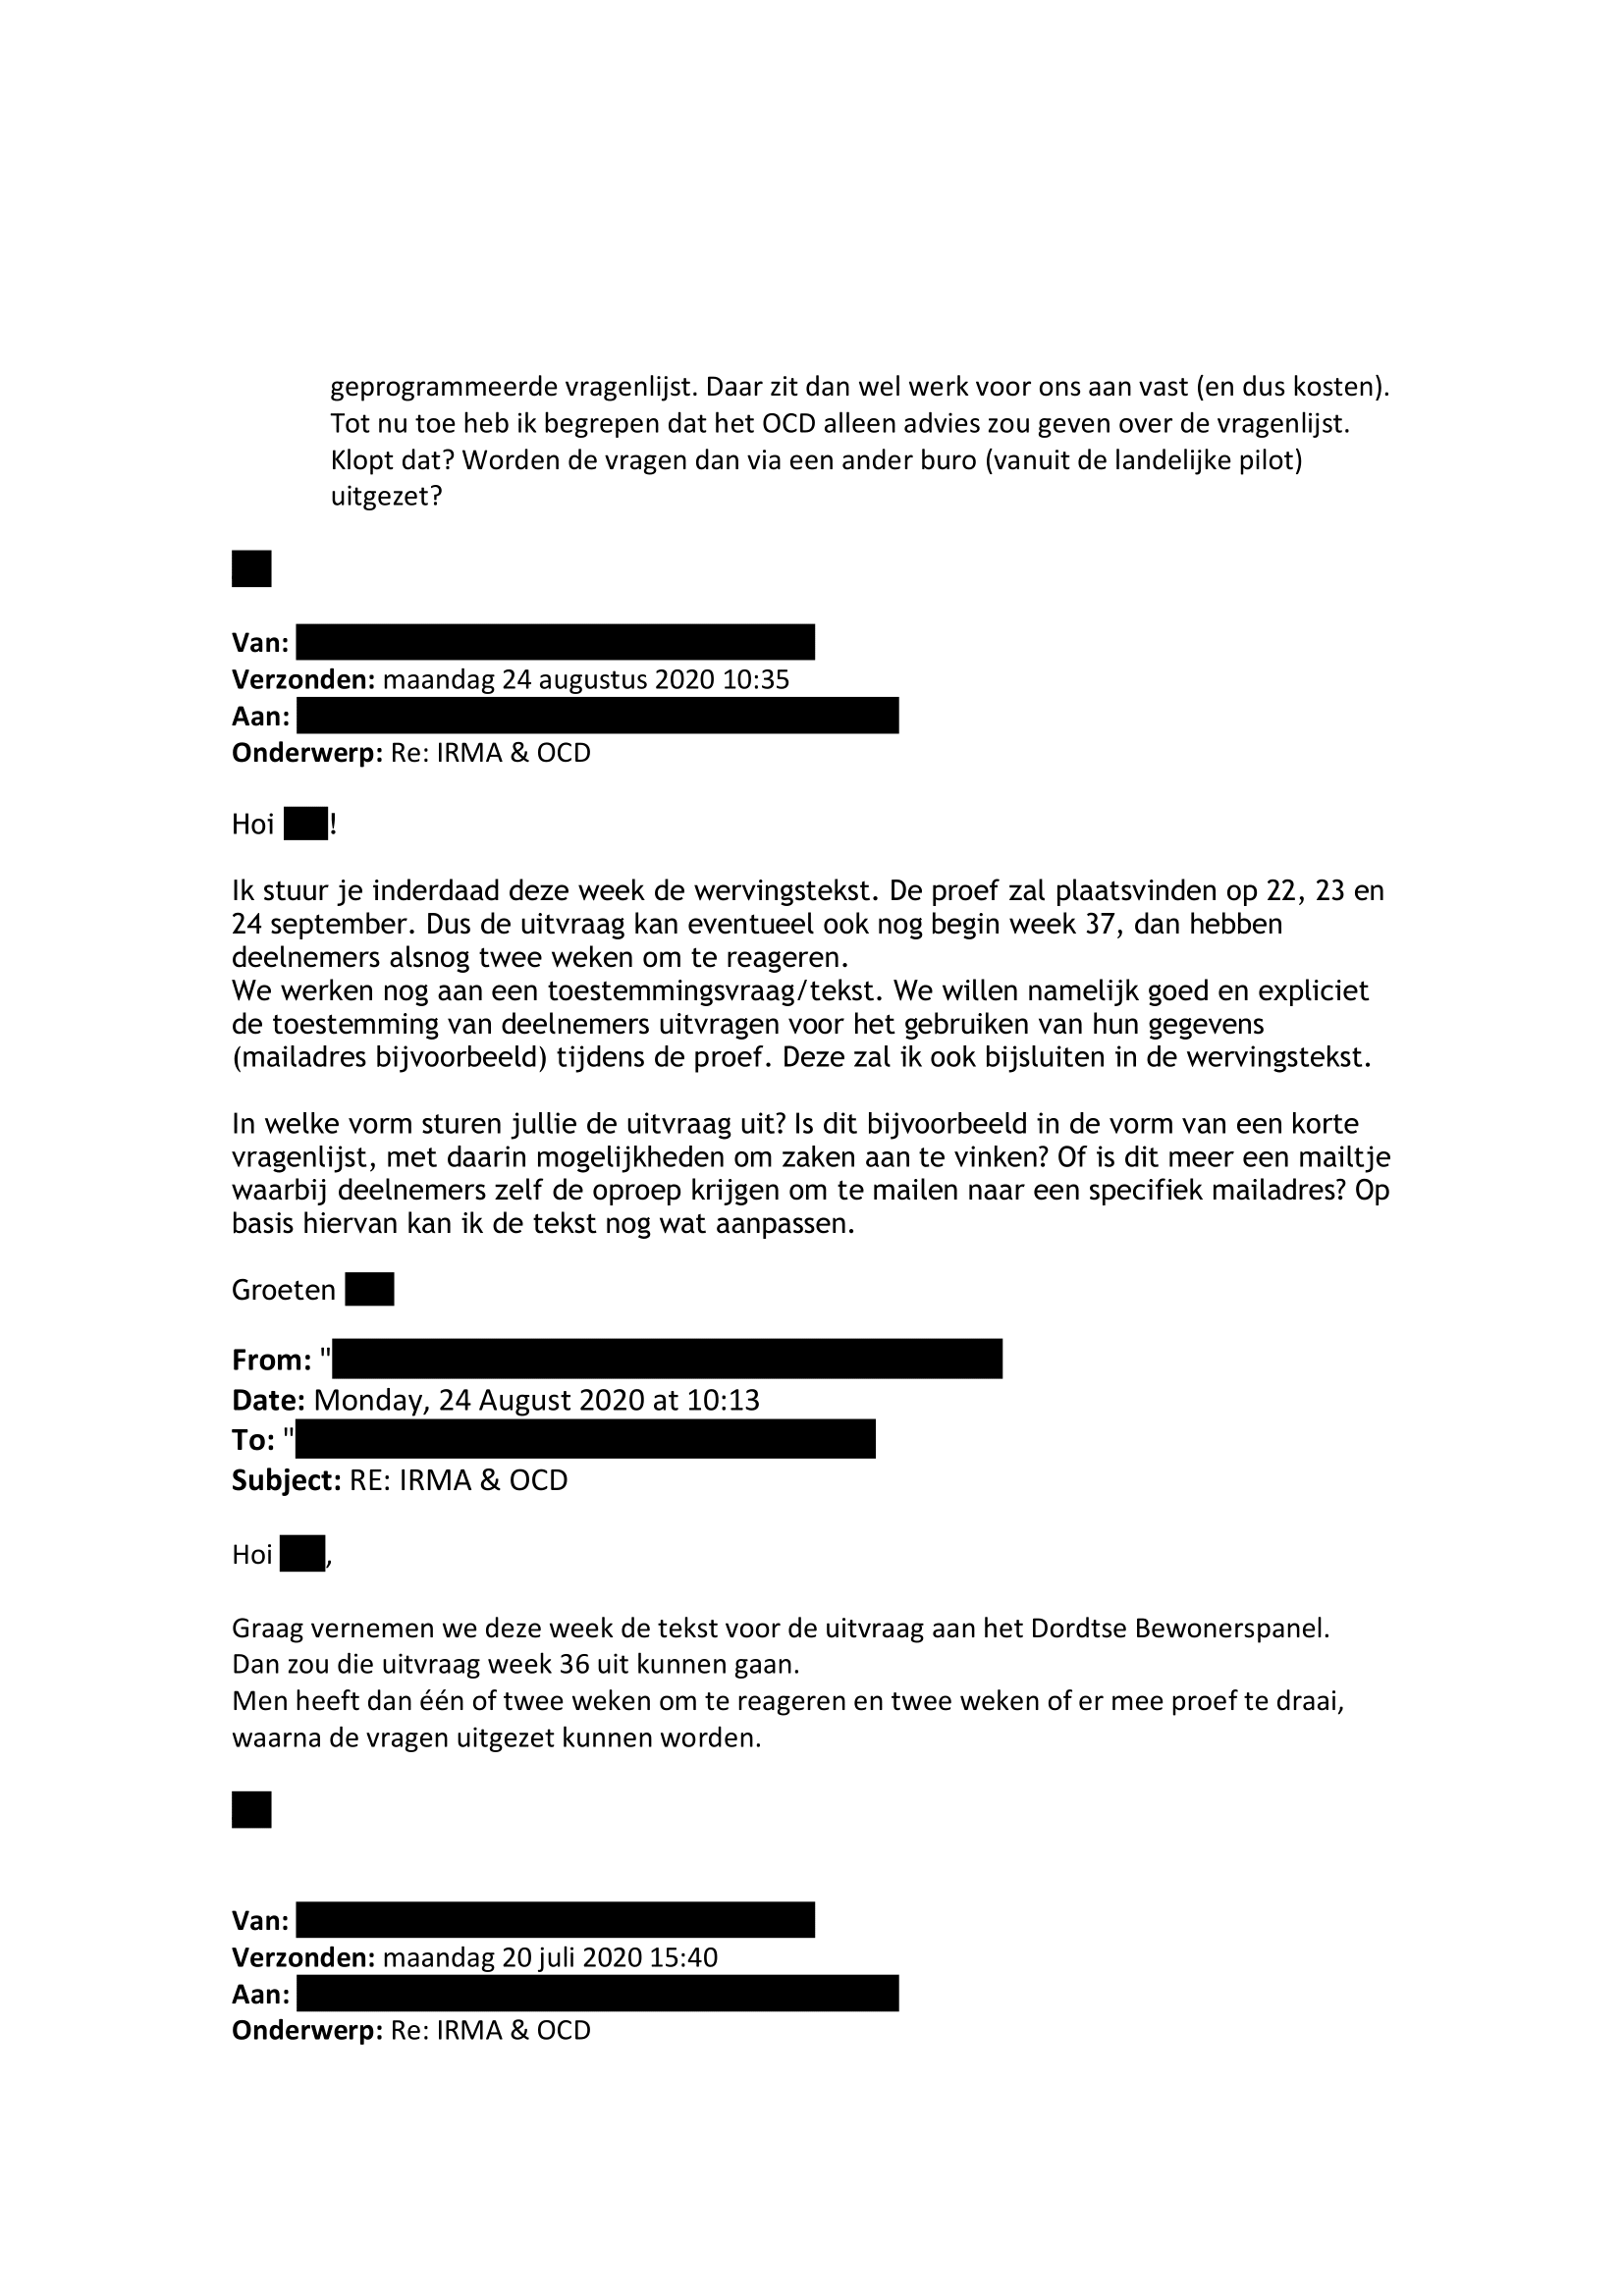 geprogrammeerde vragenlijst. Daar zit dan wel werk voor ons aan vast (en dus kosten).
Tot nu toe heb ik begrepen dat het OCD alleen advies zou geven over de vragenlijst.
Klopt dat? Worden de vragen dan via een ander buro (vanuit de landelijke pilot)
uitgezet?
Van:
Verzonden: maandag 24 augustus 2020 10:35
Aan:
Onderwerp: Re: IRMA & OCD
Hoi !
Ik stuur je inderdaad deze week de wervingstekst. De proef zal plaatsvinden op 22, 23 en
24 september. Dus de uitvraag kan eventueel ook nog begin week 37, dan hebben
deelnemers alsnog twee weken om te reageren.
We werken nog aan een toestemmingsvraag/tekst. We willen namelijk goed en expliciet
de toestemming van deelnemers uitvragen voor het gebruiken van hun gegevens
(mailadres bijvoorbeeld) tijdens de proef. Deze zal ik ook bijsluiten in de wervingstekst.
In welke vorm sturen jullie de uitvraag uit? Is dit bijvoorbeeld in de vorm van een korte
vragenlijst, met daarin mogelijkheden om zaken aan te vinken? Of is dit meer een mailtje
waarbij deelnemers zelf de oproep krijgen om te mailen naar een specifiek mailadres? Op
basis hiervan kan ik de tekst nog wat aanpassen.
Groeten
From: "
Date: Monday, 24 August 2020 at 10:13
To: "
Subject: RE: IRMA & OCD
Hoi ,
Graag vernemen we deze week de tekst voor de uitvraag aan het Dordtse Bewonerspanel.
Dan zou die uitvraag week 36 uit kunnen gaan.
Men heeft dan één of twee weken om te reageren en twee weken of er mee proef te draai,
waarna de vragen uitgezet kunnen worden.
Van:
Verzonden: maandag 20 juli 2020 15:40
Aan:
Onderwerp: Re: IRMA & OCD